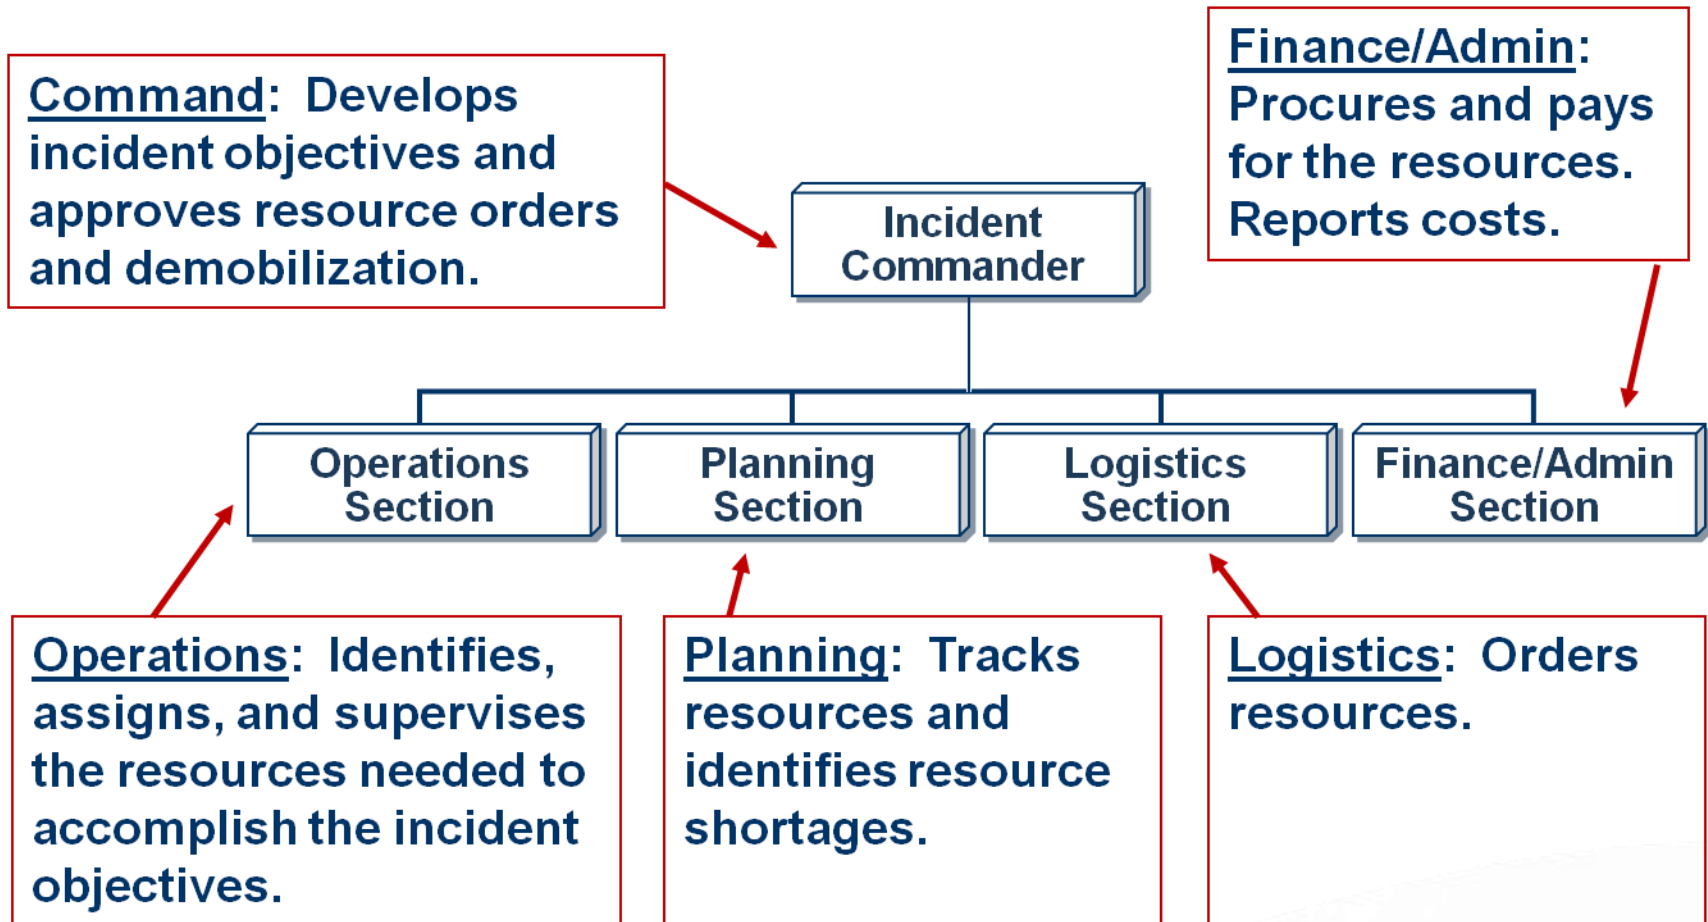 Command:  Develops
incident objectives and
approves resource orders
and demobilization.
Finance/Admin:
Procures and pays
for the resources.
Reports costs.
Incident
Commander
Operations
Section
Planning
Section
Logistics
Section
Finance/Admin
Section
Operations:  Identifies,
assigns, and supervises
the resources needed to
accomplish the incident
objectives.
Planning:  Tracks
resources and
identifies resource
shortages.
Logistics:  Orders
resources.